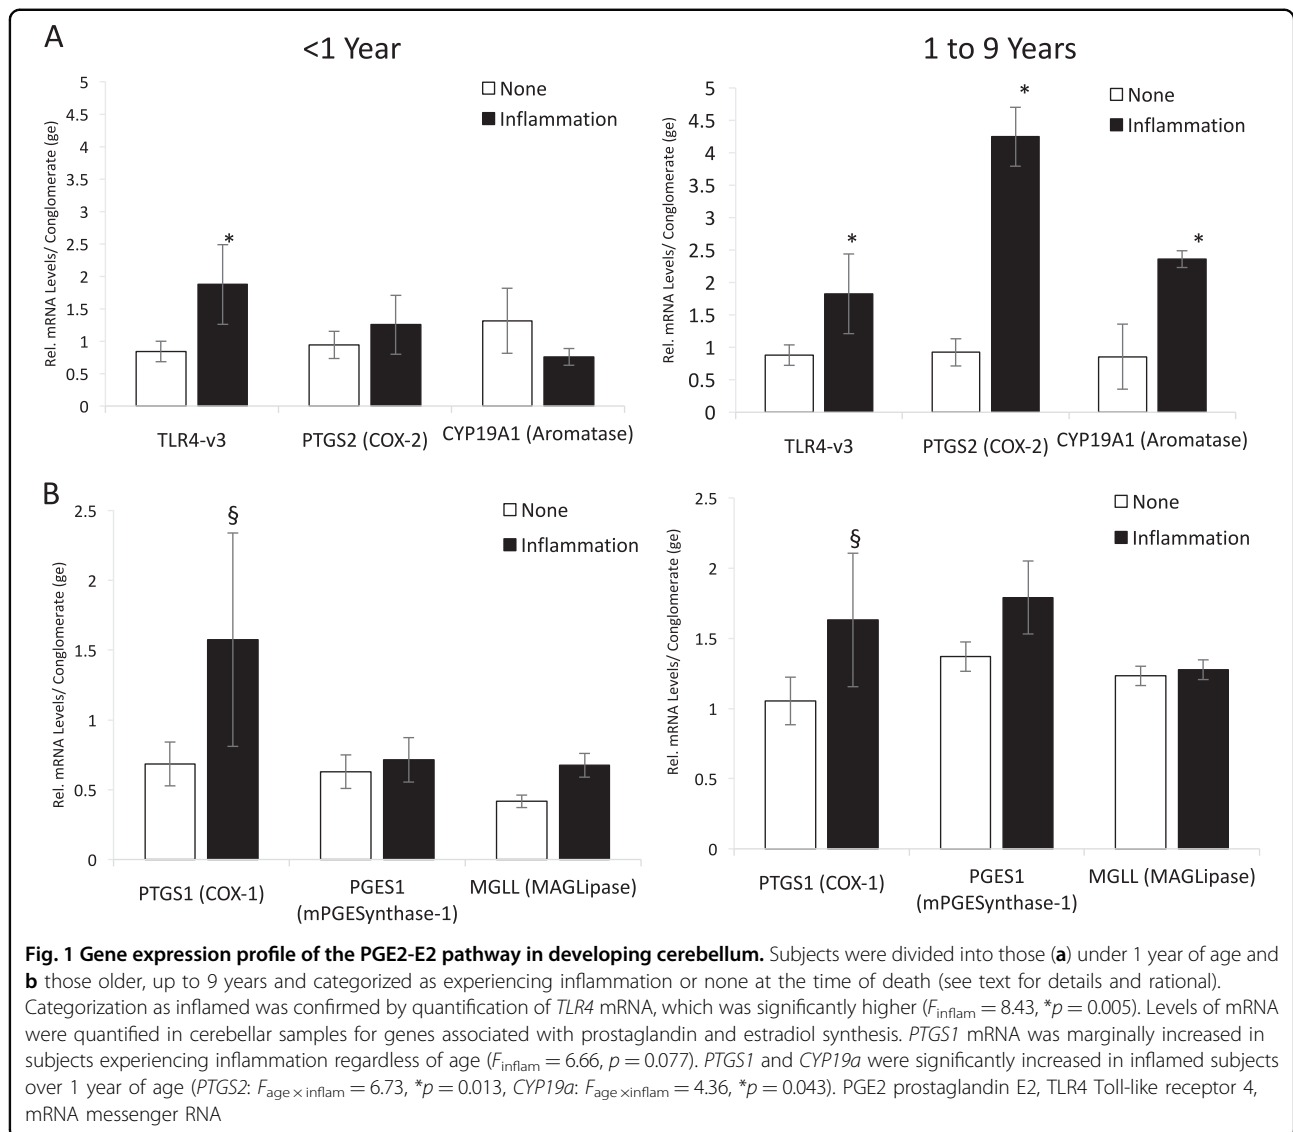 A
<1 Year
1 to 9 Years
None
Inflammation
Rel. mRNA Levels/ Conglomerate (ge)
5
4.5
4
3.5
3
2.5
2
1.5
1
0.5
0
*
TLR4-v3
PTGS2 (COX-2)
CYP19A1 (Aromatase)
None
Inflammation
Rel. mRNA Levels/ Conglomerate (ge)
5
4.5
4
3.5
3
2.5
2
1.5
1
0.5
0
*
*
*
TLR4-v3
PTGS2 (COX-2)
CYP19A1 (Aromatase)
B
None
Inflammation
Rel. mRNA Levels/ Conglomerate (ge)
2.5
2
1.5
1
0.5
0
§
PTGS1 (COX-1)
PGES1
(mPGESynthase-1)
MGLL (MAGLipase)
None
Inflammation
Rel. mRNA Levels/ Conglomerate (ge)
2.5
2
1.5
1
0.5
0
§
PTGS1 (COX-1)
PGES1
(mPGESynthase-1)
MGLL (MAGLipase)
Fig. 1 Gene expression profile of the PGE2-E2 pathway in developing cerebellum. Subjects were divided into those (a) under 1 year of age and
b those older, up to 9 years and categorized as experiencing inflammation or none at the time of death (see text for details and rational).
Categorization as inflamed was confirmed by quantification of TLR4 mRNA, which was significantly higher (Finflam = 8.43, *p = 0.005). Levels of mRNA
were quantified in cerebellar samples for genes associated with prostaglandin and estradiol synthesis. PTGS1 mRNA was marginally increased in
subjects experiencing inflammation regardless of age (Finflam = 6.66, p = 0.077). PTGS1 and CYP19a were significantly increased in inflamed subjects
over 1 year of age (PTGS2: Fage × inflam = 6.73, *p = 0.013, CYP19a: Fage ×inflam = 4.36, *p = 0.043). PGE2 prostaglandin E2, TLR4 Toll-like receptor 4,
mRNA messenger RNA